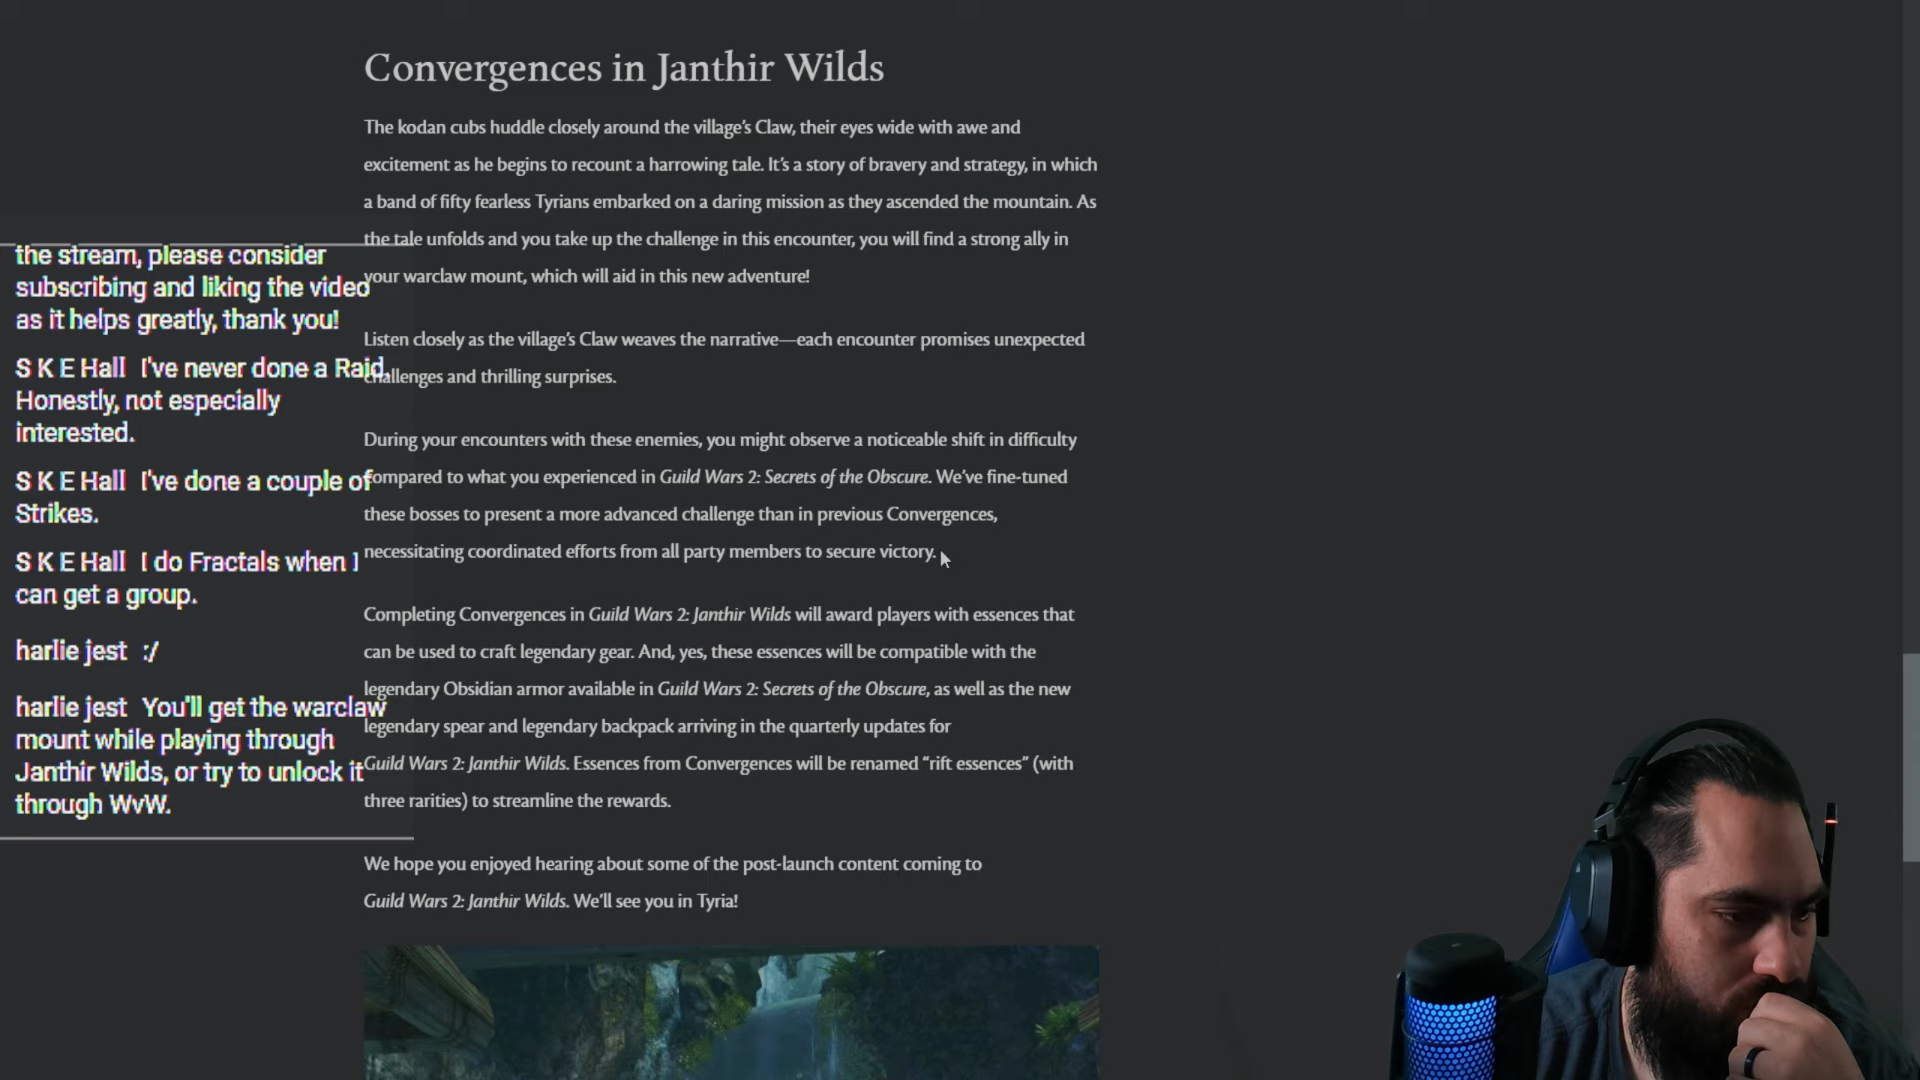 Convergences in Janthir Wilds
The kodan cubs huddle closely around the village's Claw, their eyes wide with awe and
excitement as he begins to recount a harrowing tale. It's a story of bravery and strategy, in which
a band of fifty fearless Tyrians embarked on a daring mission as they ascended the mountain. As
the tale unfolds and you take up the challenge in this encounter, you will find a strong ally in
your warclaw mount, which will aid in this new adventure!
Listen closely as the village's Claw weaves the narrative—each encounter promises unexpected
challenges and thrilling surprises.
During your encounters with these enemies, you might observe a noticeable shift in difficulty
compared to what you experienced in Guild Wars 2: Secrets of the Obscure. We've fine-tuned
these bosses to present a more advanced challenge than in previous Convergences,
necessitating coordinated efforts from all party members to secure victory.
Completing Convergences in Guild Wars 2: Janthir Wilds will award players with essences that
can be used to craft legendary gear. And, yes, these essences will be compatible with the
legendary Obsidian armor available in Guild Wars 2: Secrets of the Obscure, as well as the new
legendary spear and legendary backpack arriving in the quarterly updates for
Guild Wars 2: Janthir Wilds. Essences from Convergences will be renamed “rift essences” (with
three rarities) to streamline the rewards.
We hope you enjoyed hearing about some of the post-launch content coming to
Guild Wars 2: Janthir Wilds. We'll see you in Tyria!
the stream, please consider
subscribing and liking the video
as it helps greatly, thank you!
S K E Hall I've never done a Raid.
Honestly, not especially
interested.
S K E Hall I've done a couple of
Strikes.
S K E Hall I do Fractals when I
can get a group.
harlie jest :/
harlie jest You'll get the warclaw
mount while playing through
Janthir Wilds, or try to unlock it
through WvW.